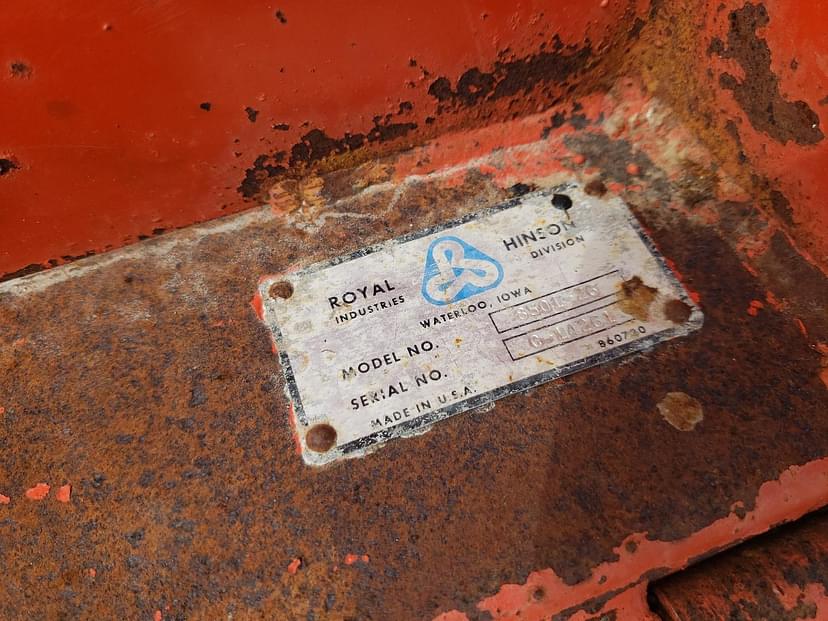 ROYAL HINSON
INDUSTRIES DIVISION
WATERLOO, IOWA
MODEL NO.
SERIAL NO.
860730
MADE IN U.S.A.